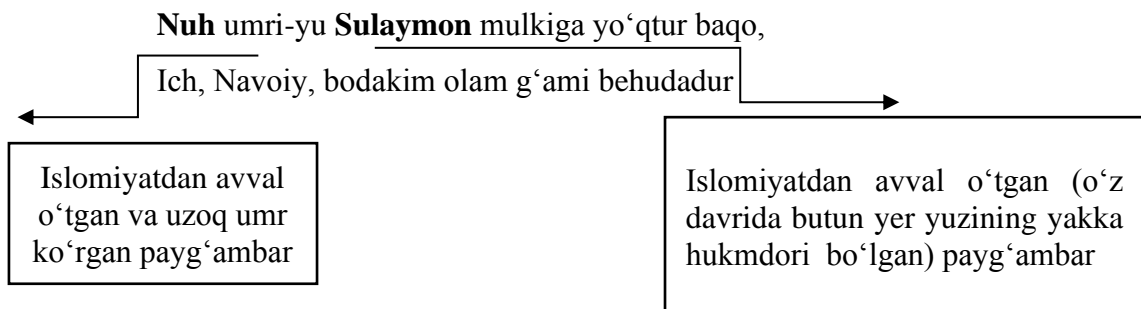 Nuh umri-yu Sulaymon mulkiga yo‘qtur baqo,
Ich, Navoiy, bodakim olam g‘ami behudadur
Islomiyatdan avval
o‘tgan va uzoq umr
ko‘rgan payg‘ambar
Islomiyatdan avval o‘tgan (o‘z
davrida butun yer yuzining yakka
hukmdori bo‘lgan) payg‘ambar